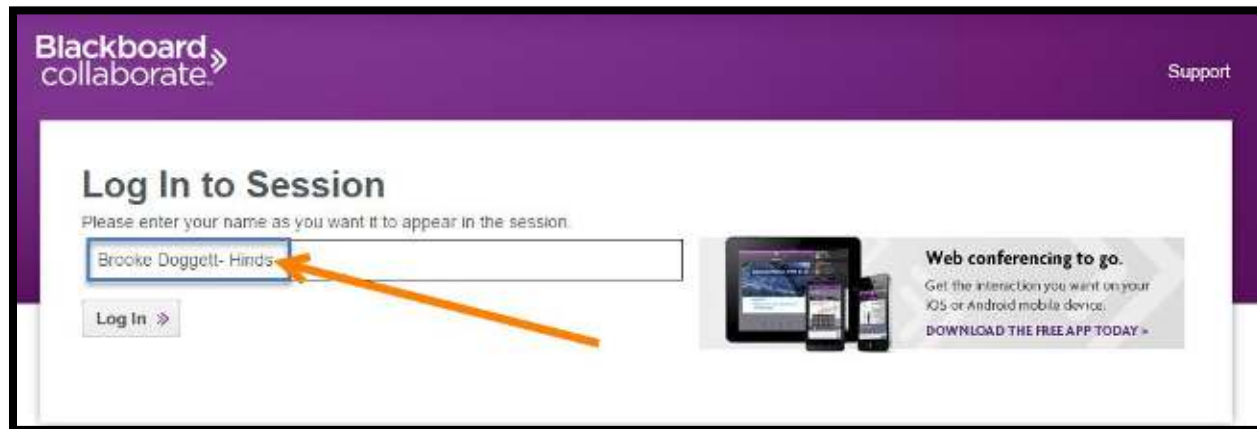 Blackboard
collaborate™
Support
Log In to Session
Please enter your name as you want it to appear in the session.
Brooke Doggett- Hinds
Log In »
Web conferencing to go.
Get the interaction you want on your
iOS or Android mobile device.
DOWNLOAD THE FREE APP TODAY »